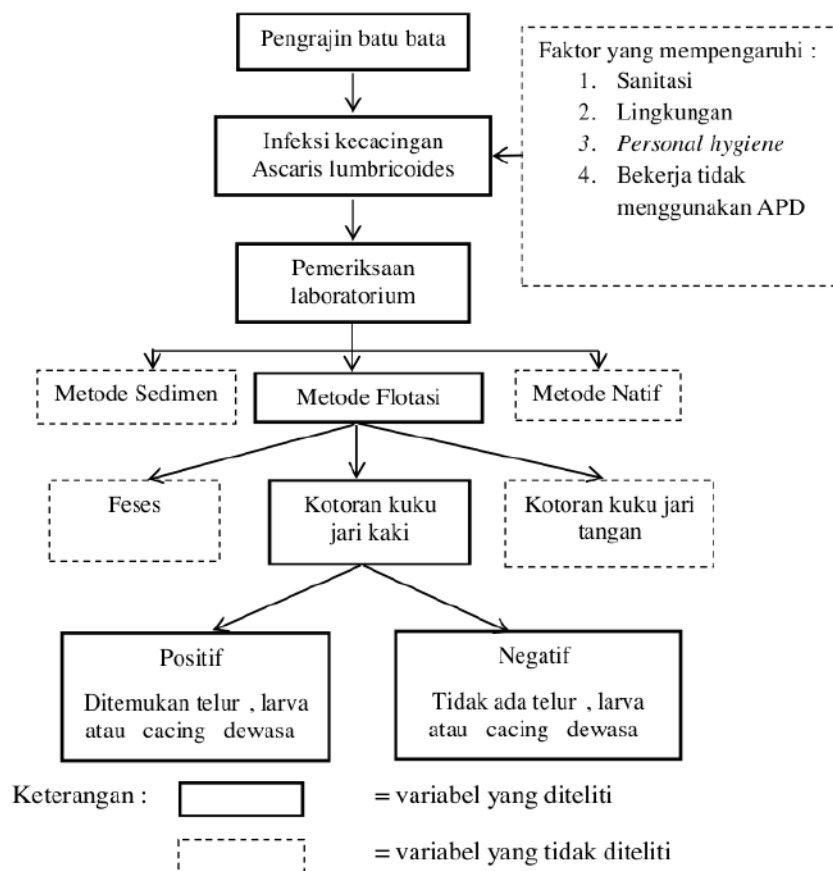 Pengrajin batu bata
Faktor yang mempengaruhi :
1. Sanitasi
2. Lingkungan
3. Personal hygiene
4. Bekerja tidak
menggunakan APD
Infeksi kecacingan
Ascaris lumbricoides
Pemeriksaan
laboratorium
Metode Sedimen
Metode Flotasi
Metode Natif
Feses
Kotoran kuku
jari kaki
Kotoran kuku jari
tangan
Positif
Ditemukan telur , larva
atau cacing dewasa
Negatif
Tidak ada telur , larva
atau cacing dewasa
Keterangan :
= variabel yang diteliti
= variabel yang tidak diteliti